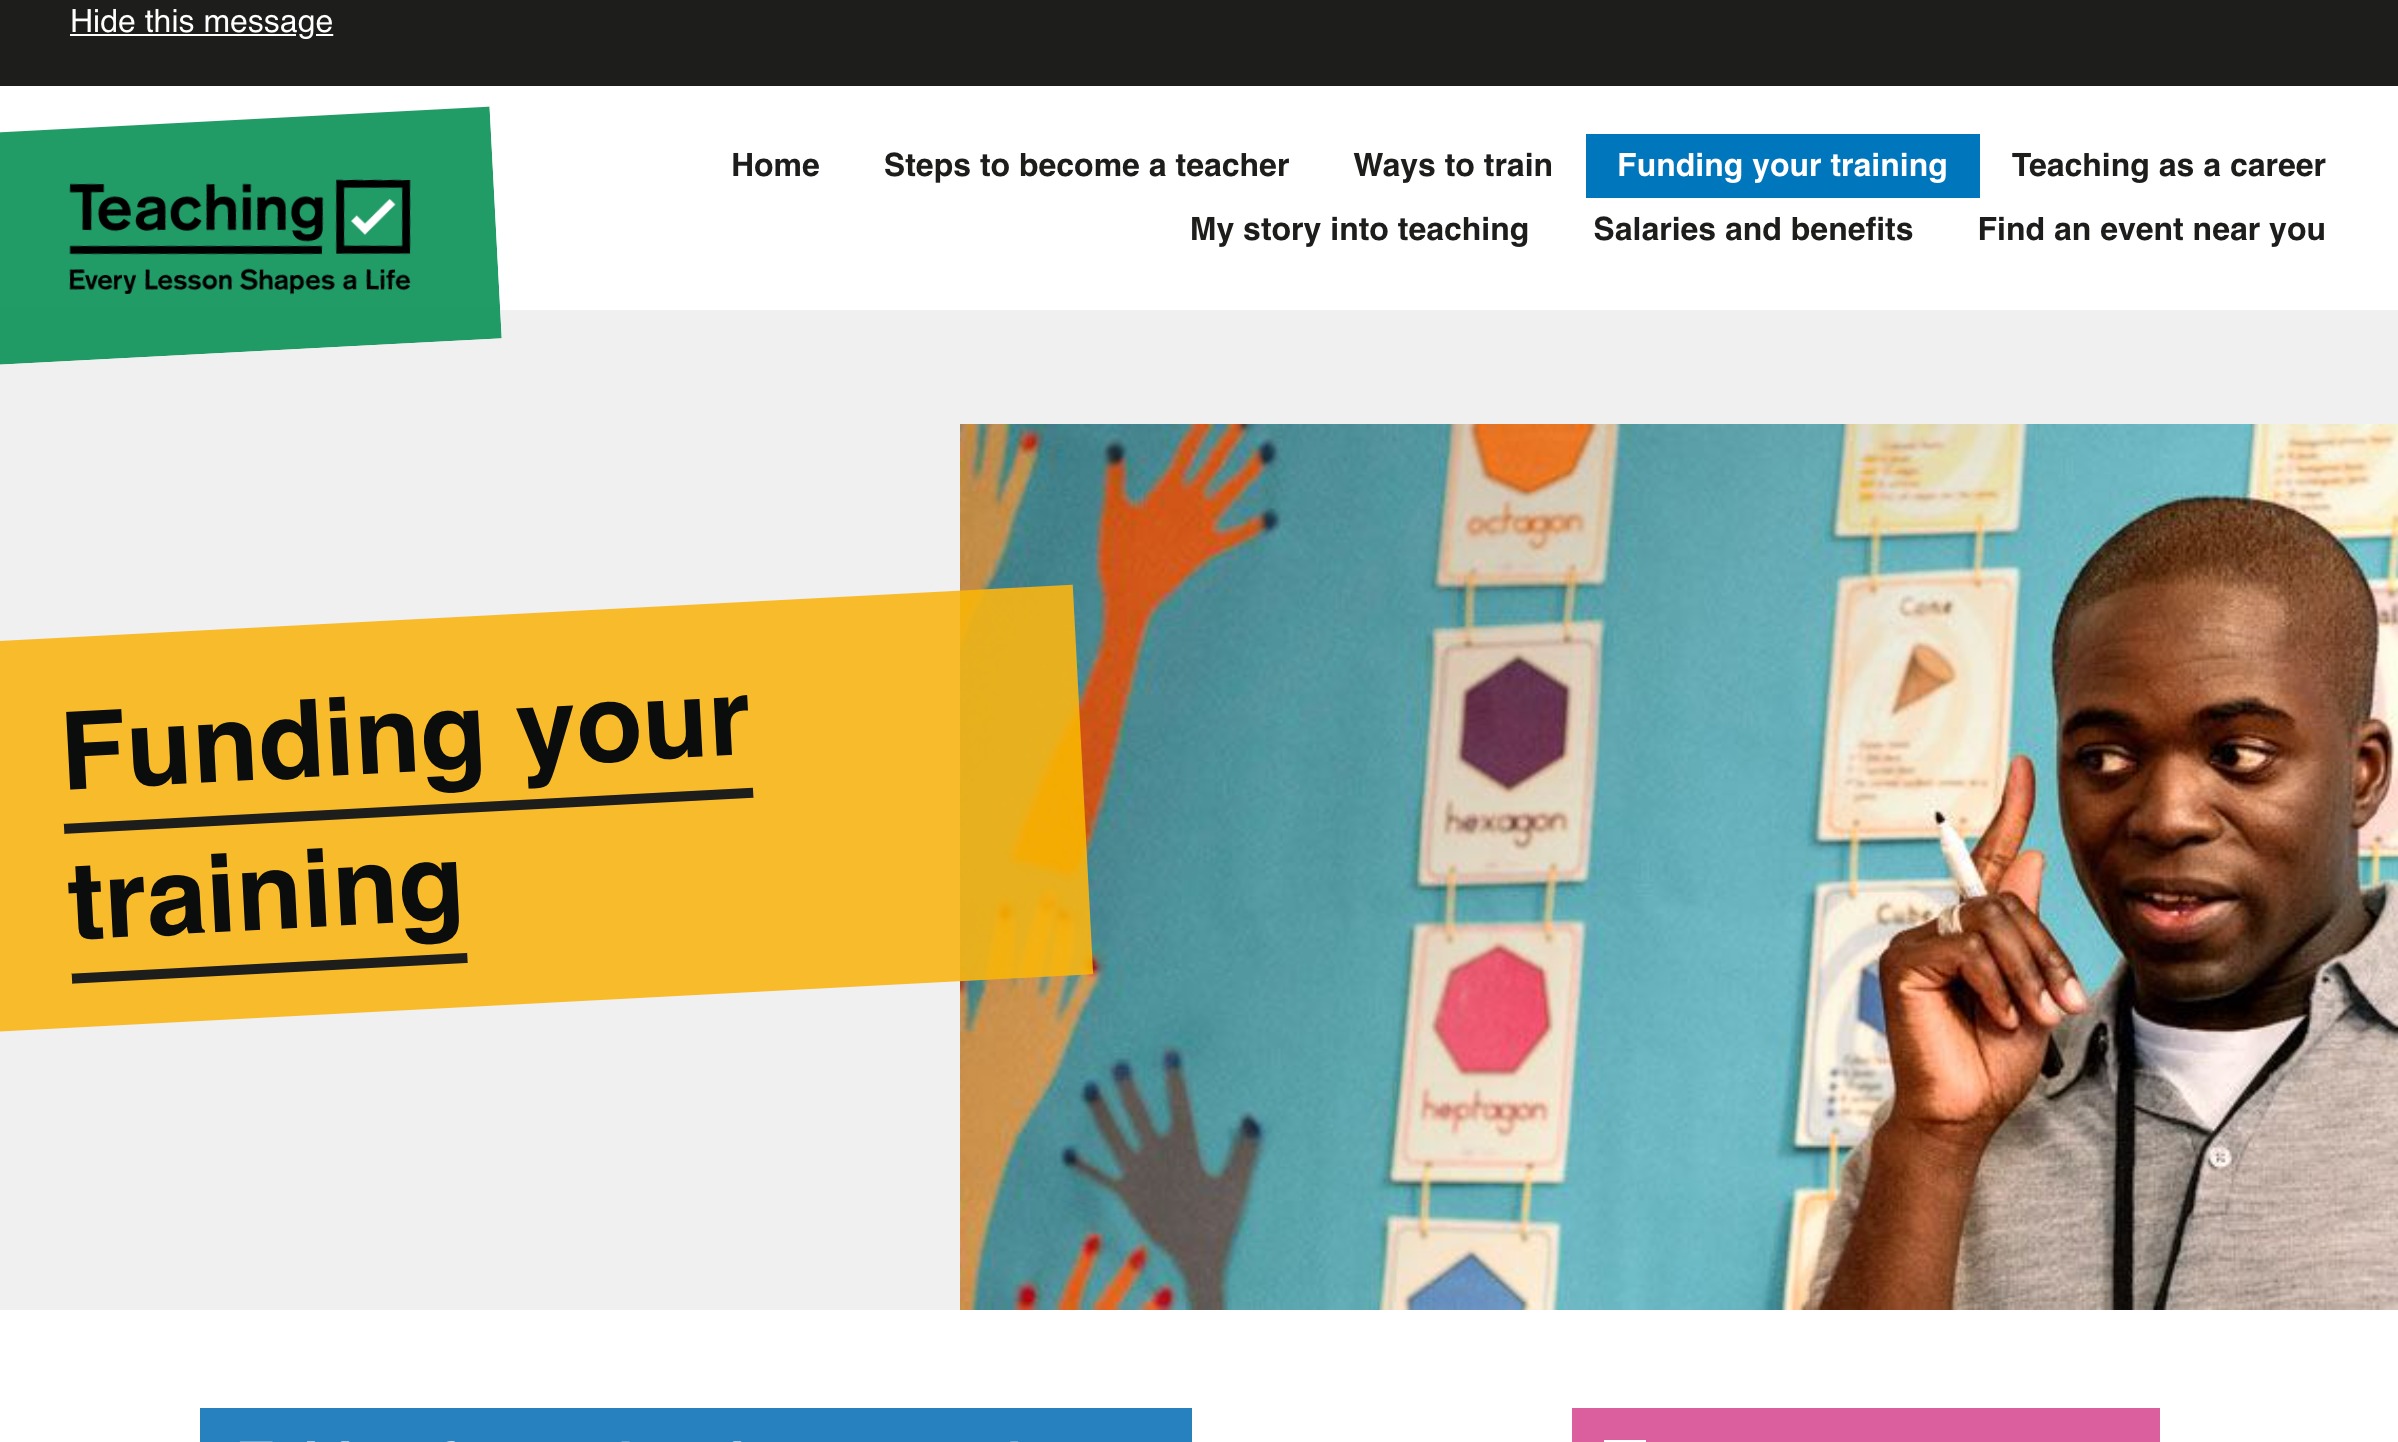 Hide this message
Teaching
Every Lesson Shapes a Life
Home
Steps to become a teacher
Ways to train
Funding your training
Teaching as a career
My story into teaching
Salaries and benefits
Find an event near you
Funding your
training
octagon
hexagon
heptagon
Cone
Cube